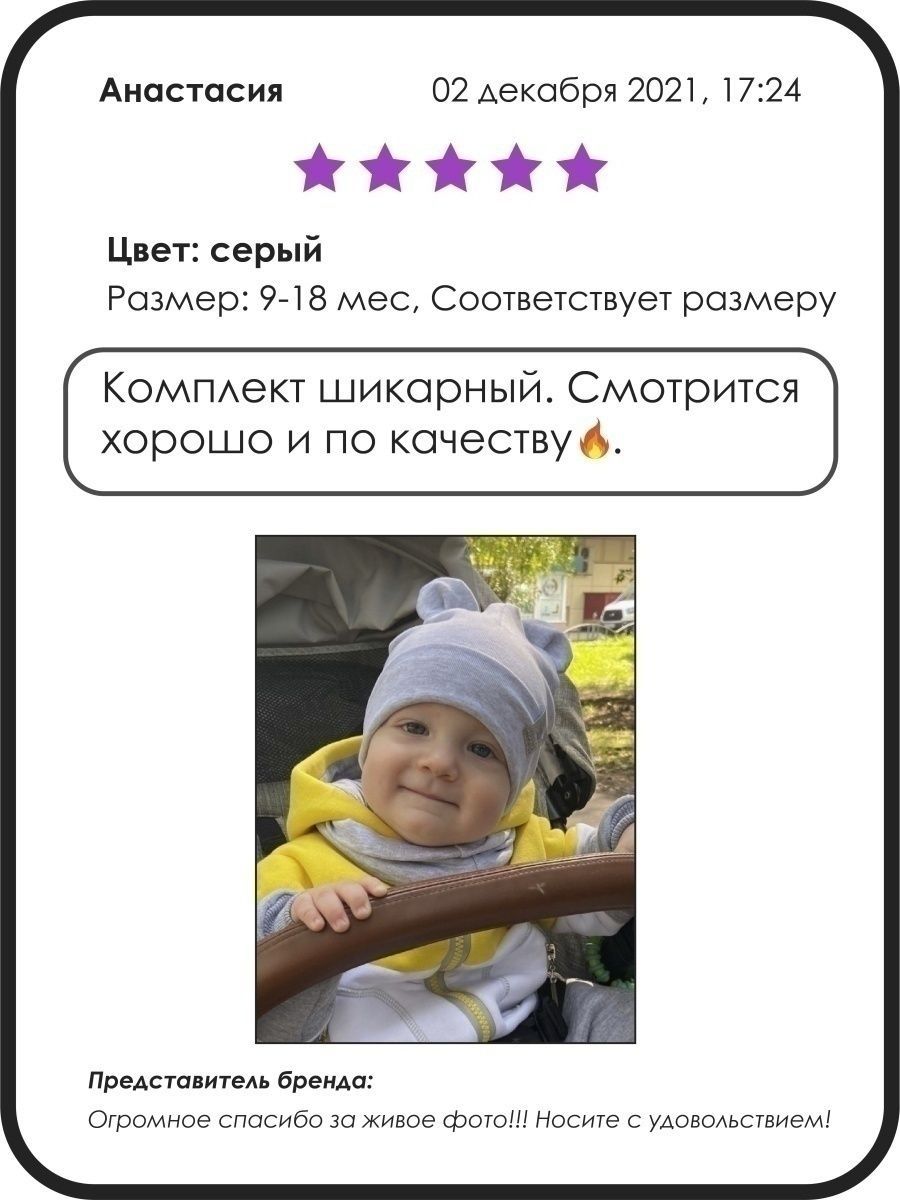 Анастасия 02 декабря 2021, 17:24
Цвет: серый
Размер: 9-18 мес, Соответствует размеру
Комплект шикарный. Смотрится
хорошо и по качеству🔥.
Представитель бренда:
Огромное спасибо за живое фото!!! Носите с удовольствием!